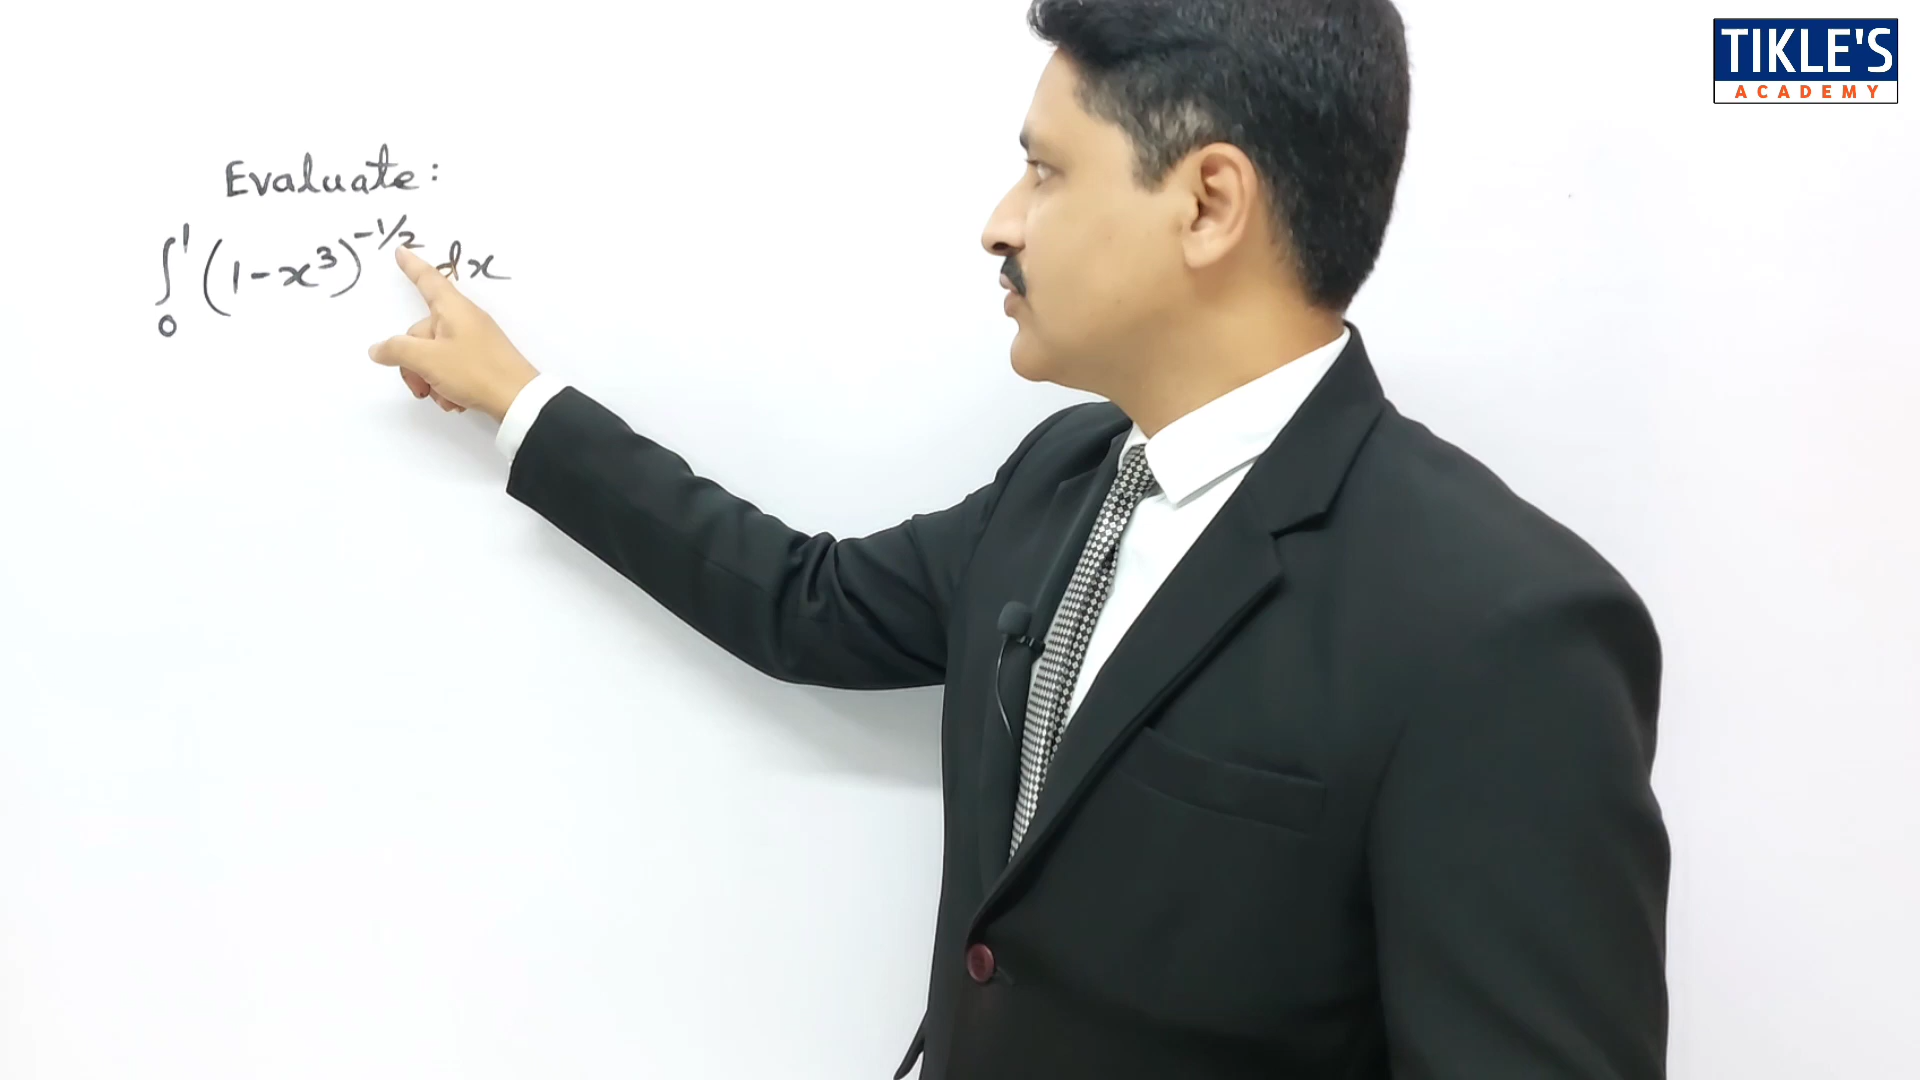 TIKLE'S
ACADEMY
Evaluate:
∫₀¹ (1-x³)^(-1/2) dx